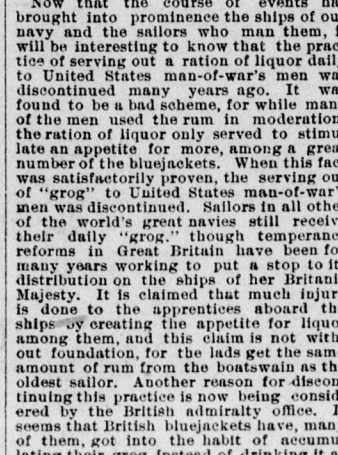 Now that the course of events ha
brought into prominence the ships of ou
navy and the sailors who man them, i
will be interesting to know that the prac
tice of serving out a ration of liquor dail
to United States man-of-war's men wa
discontinued many years ago. It wa
found to be a bad scheme, for while man
of the men used the rum in moderation
the ration of liquor only served to stimu
late an appetite for more, among a grea
number of the bluejackets. When this fac
was satisfactorily proven, the serving ou
of "grog" to United States man-of-war'
men was discontinued. Sailors in all othe
of the world's great navies still receiv
their daily "grog." though temperanc
reforms in Great Britain have been fo
many years working to put a stop to it
distribution on the ships of her Britani
Majesty. It is claimed that much injur
is done to the apprentices aboard th
ships by creating the appetite for liquo
among them, and this claim is not with
out foundation, for the lads get the sam
amount of rum from the boatswain as th
oldest sailor. Another reason for discon
tinuing this practice is now being consid
ered by the British admiralty office. I
seems that British bluejackets have, man
of them, got into the habit of accumu
lating their grog instead of drinking it a